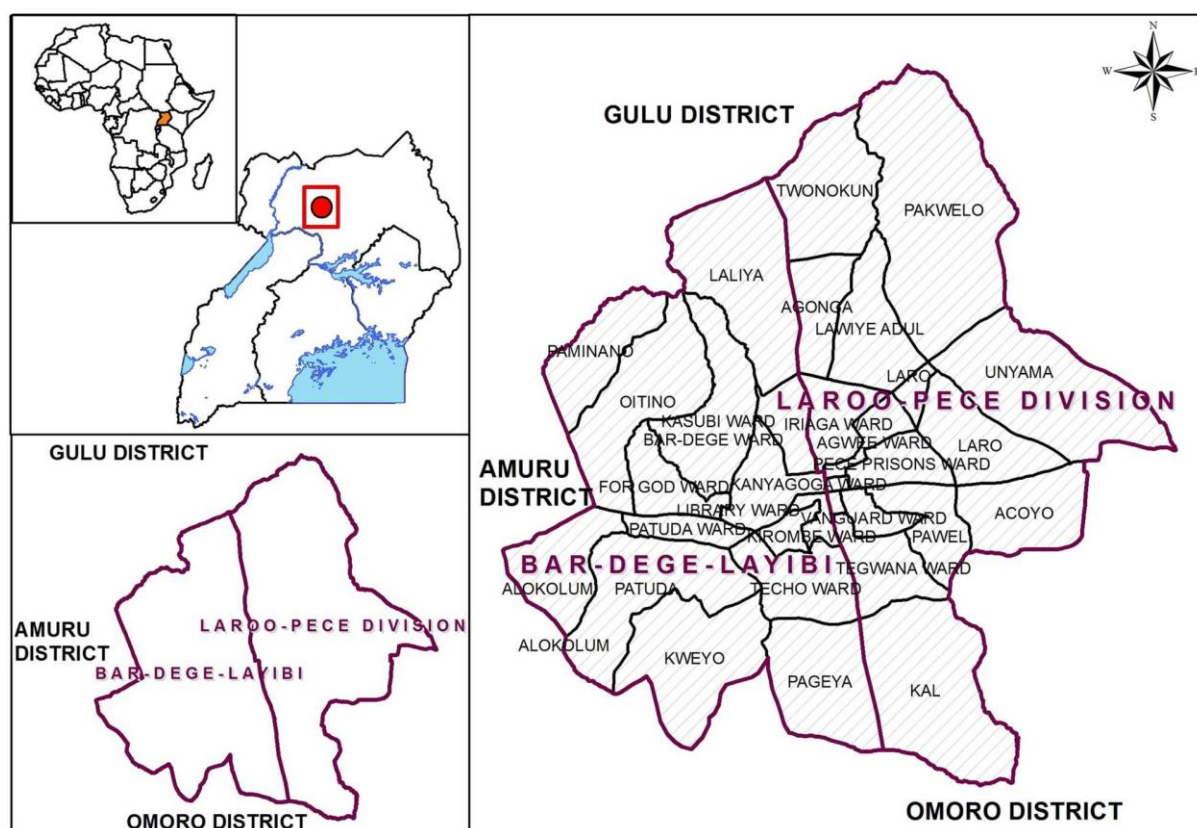 GULU DISTRICT
AMURU
DISTRICT
LAROO-PECE DIVISION
BAR-DEGE-LAYIBI
OMORO DISTRICT
N
W
E
S
GULU DISTRICT
TWONOKUN
PAKWELO
LALIYA
AGONGA
LAWIYE ADUL
PAMINANO
LARO
UNYAMA
OITINO
LAROO-PECE DIVISION
KASUBI WARD
IRIAGA WARD
BAR-DEGE WARD
AGWEE WARD
LARO
PECE PRISONS WARD
AMURU
DISTRICT
FOR GOD WARD
KANYAGOGA WARD
LIBRARY WARD
VANGUARD WARD
ACOYO
PATUDA WARD
KIROMBE WARD
PAWEL
BAR-DEGE-LAYIBI
TEGWANA WARD
ALOKOLUM
PATUDA
TECHO WARD
ALOKOLUM
KWEYO
PAGEYA
KAL
OMORO DISTRICT